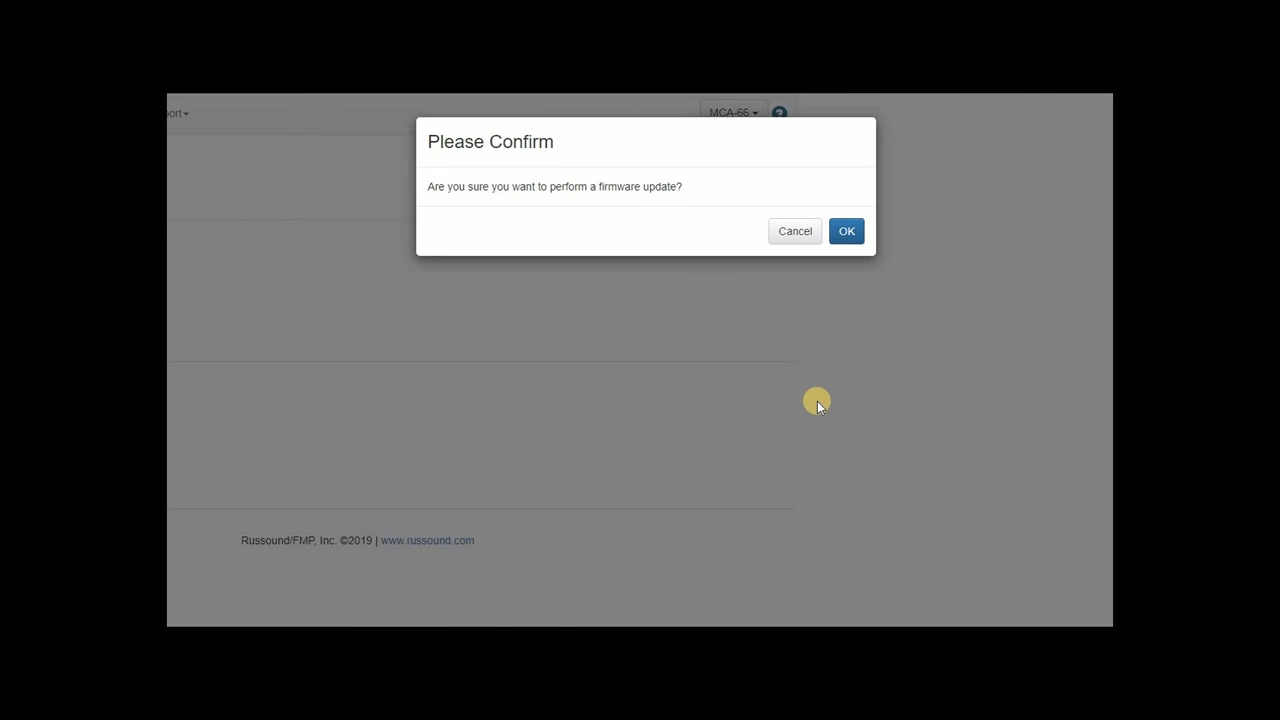 ort
MCA-66
?
Please Confirm
Are you sure you want to perform a firmware update?
Cancel OK
Russound/FMP, Inc. ©2019 | www.russound.com